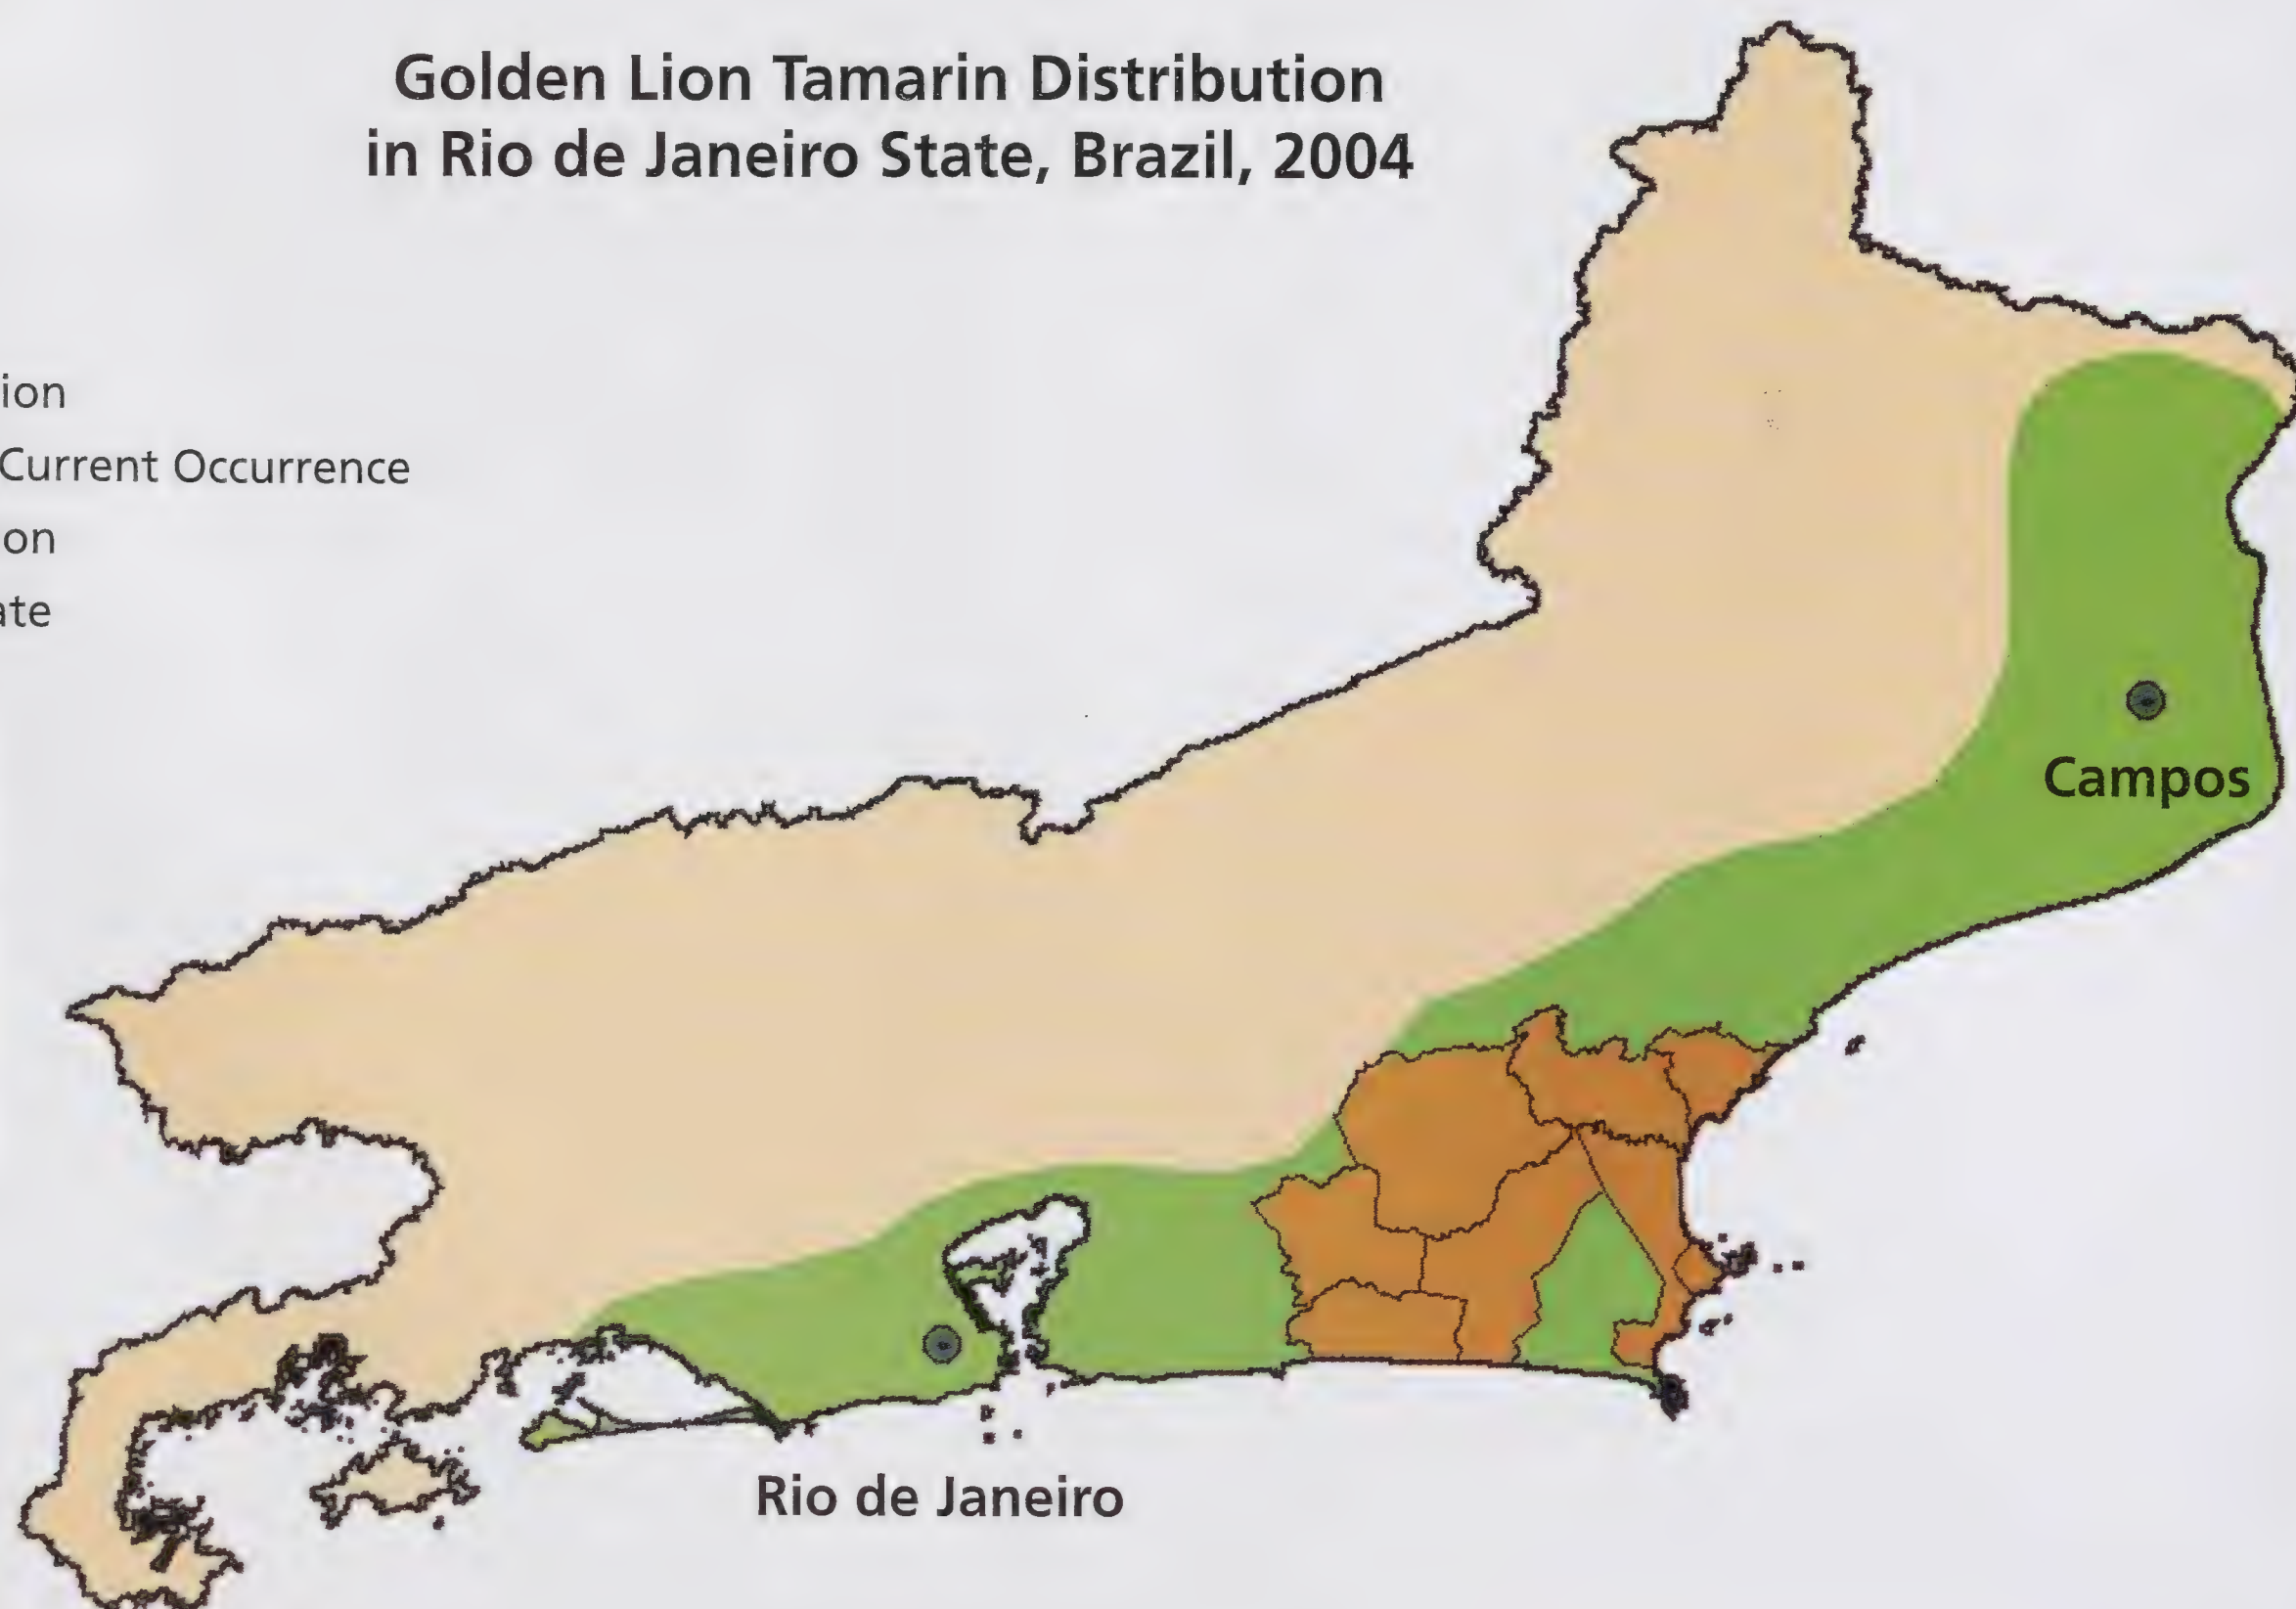 Golden Lion Tamarin Distribution
in Rio de Janeiro State, Brazil, 2004
ion
Current Occurrence
on
ate
Campos
Rio de Janeiro